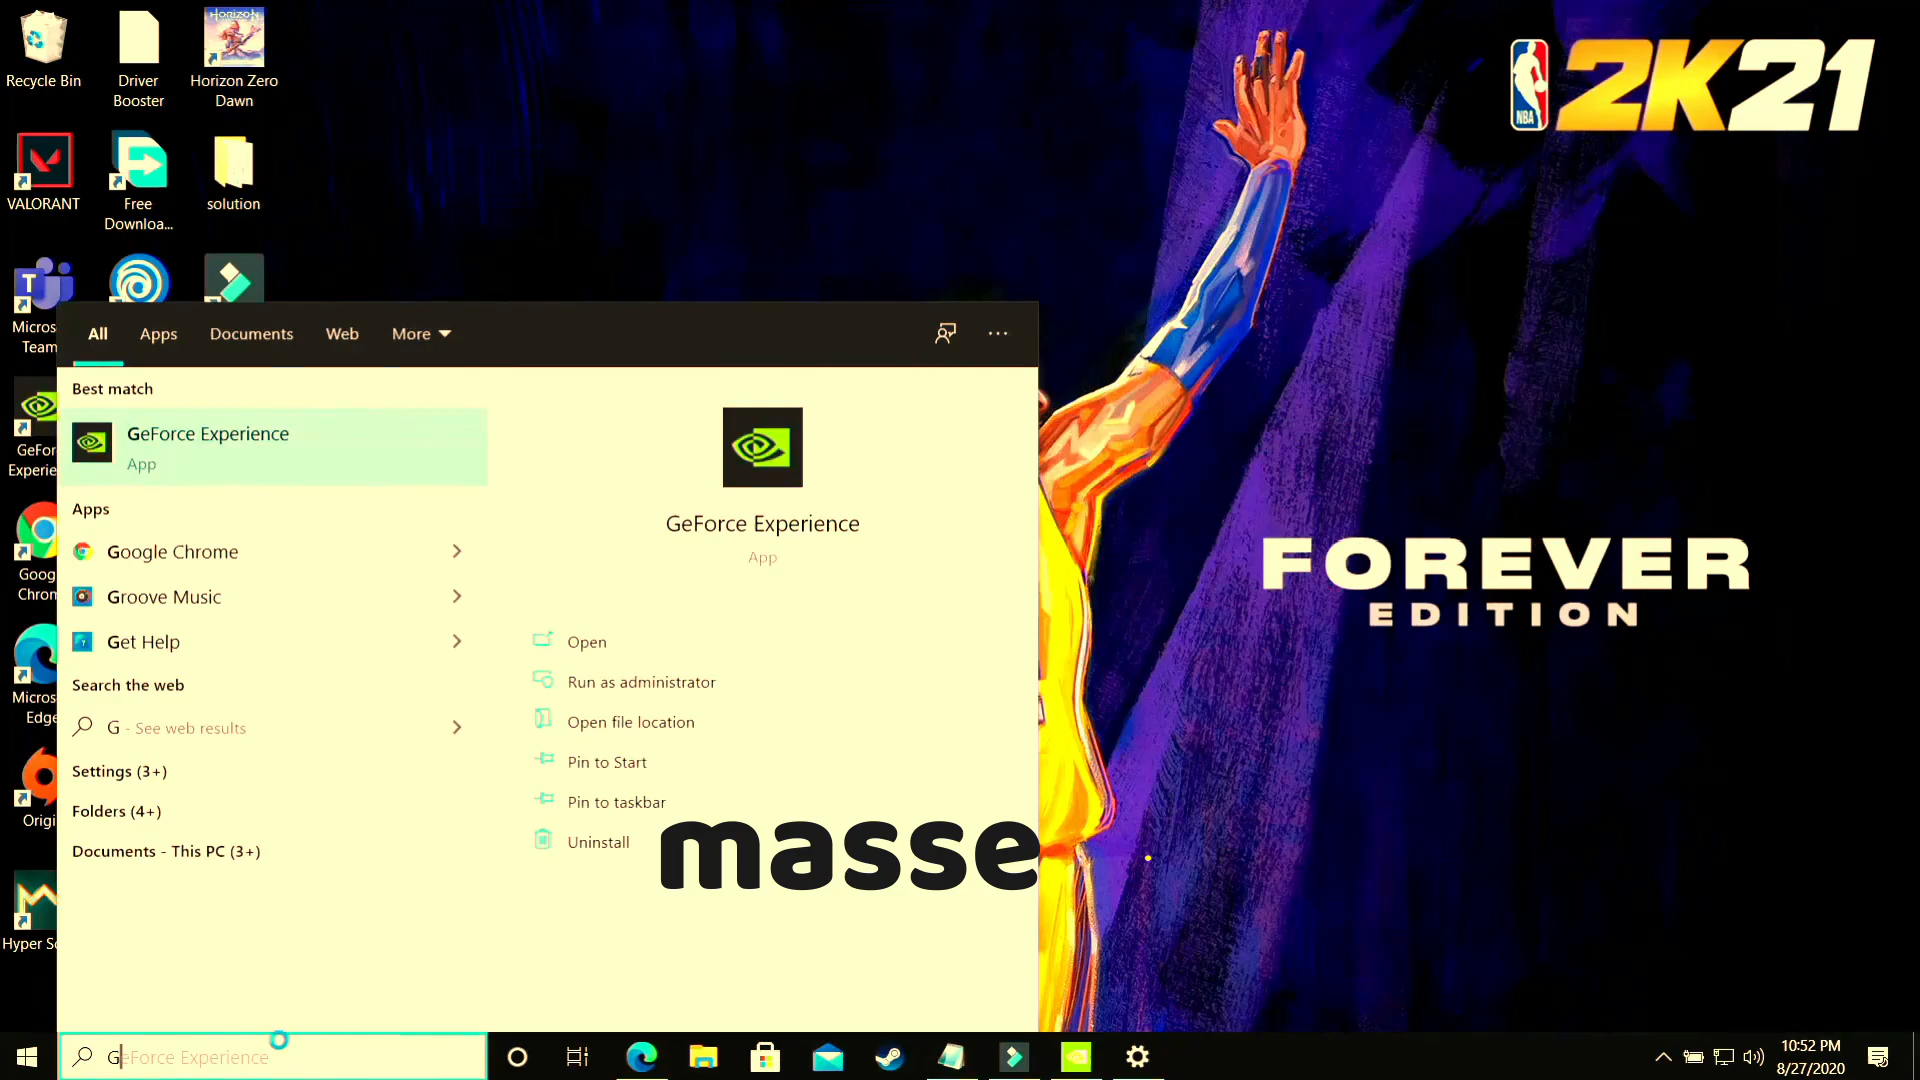 Recycle Bin
Driver
Booster
HORIZON
Horizon Zero
Dawn
VALORANT
Free
Downloa...
solution
T
Micros
Team
GeFor
Experie
Goog
Chrom
Micros
Edge
Origi
Hyper Sc
NBA
2K21
FOREVER
EDITION
All
Apps
Documents
Web
More
Best match
GeForce Experience
App
Apps
Google Chrome
Groove Music
Get Help
Search the web
G - See web results
Settings (3+)
Folders (4+)
Documents - This PC (3+)
GeForce Experience
App
Open
Run as administrator
Open file location
Pin to Start
Pin to taskbar
Uninstall
masse
GeForce Experience
10:52 PM
8/27/2020